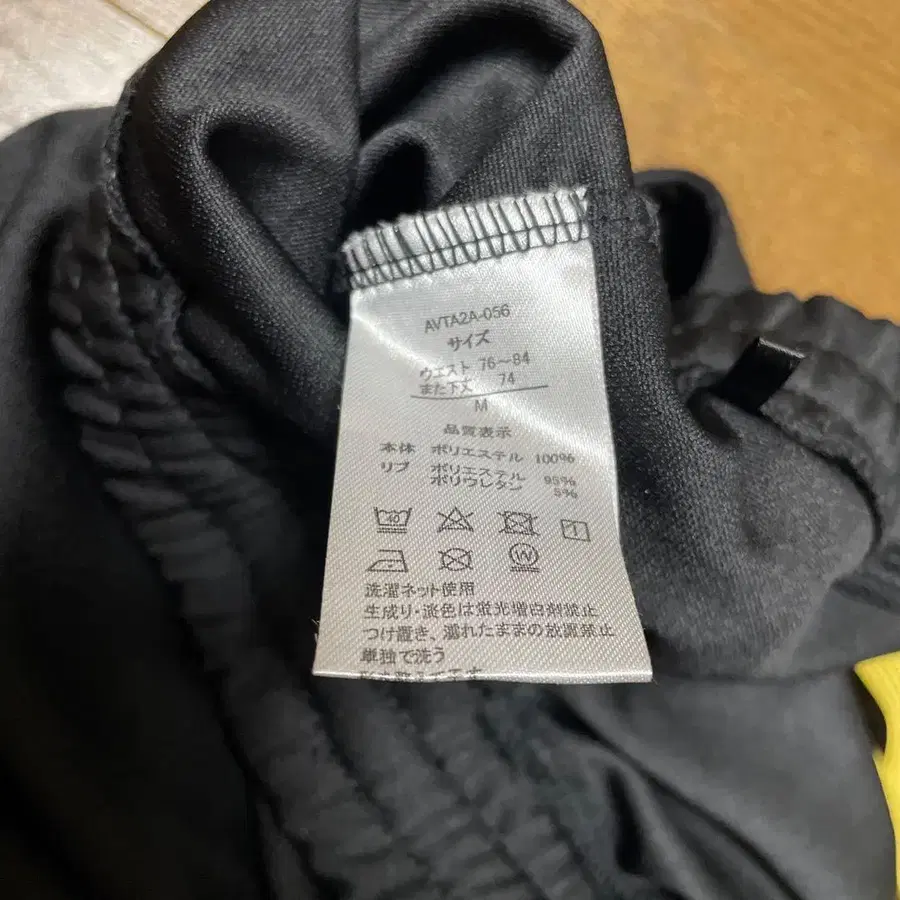 AVTA2A-056
サイズ
ウエスト 76〜84
また下丈 74
M
品質表示
本体 ポリエステル 100%
リブ ポリエステル 95%
ポリウレタン 5%
40
W
洗濯ネット使用
生成り・淡色は蛍光増白剤禁止
つけ置き、濡れたままの放置禁止
単独で洗う